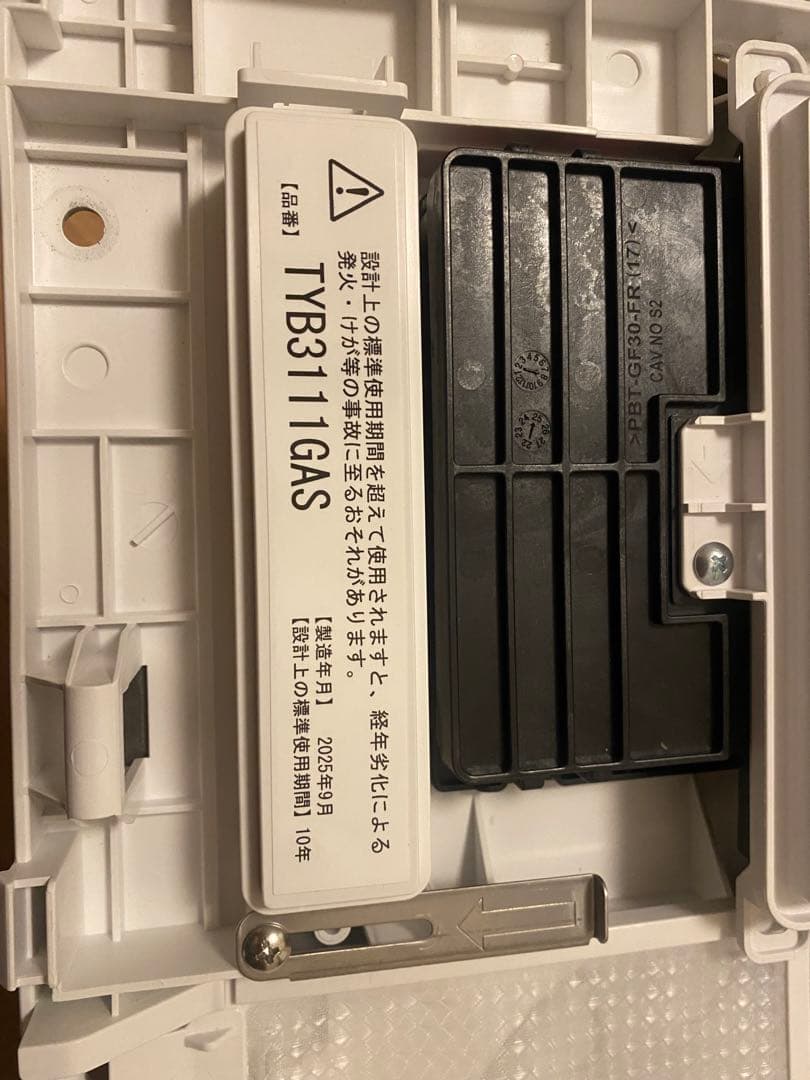 設計上の標準使用期間を超えて使用されますと、経年劣化による
発火・けが等の事故に至るおそれがあります。
【品番】 TYB3111GAS
【製造年月】 2025年9月
【設計上の標準使用期間】 10年
>PBT-GF30-FR(17)<
CAV.NO S2